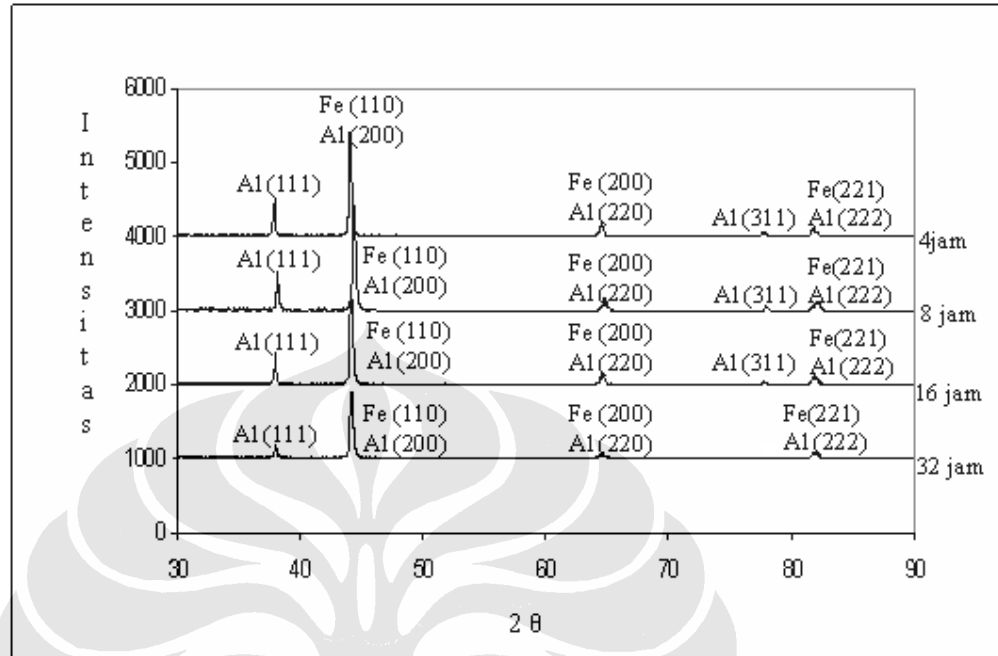 Intensitas
6000
5000
4000
3000
2000
1000
0
Al(111)
Fe (110)
Al(200)
Fe (200)
Al(220)
Al(311)
Fe(221)
Al(222)
4jam
Al(111)
Fe (110)
Al(200)
Fe (200)
Al(220)
Al(311)
Fe(221)
Al(222)
8 jam
Al(111)
Fe (110)
Al(200)
Fe (200)
Al(220)
Al(311)
Fe(221)
Al(222)
16 jam
Al(111)
Fe (110)
Al(200)
Fe (200)
Al(220)
Fe(221)
Al(222)
32 jam
30 40 50 60 70 80 90
2 θ